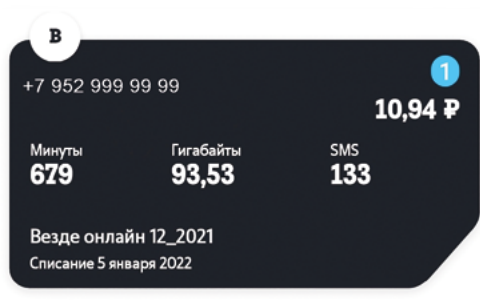 B
1
+7 952 999 99 99
10,94 ₽
Минуты Гигабайты SMS
679 93,53 133
Везде онлайн 12_2021
Списание 5 января 2022